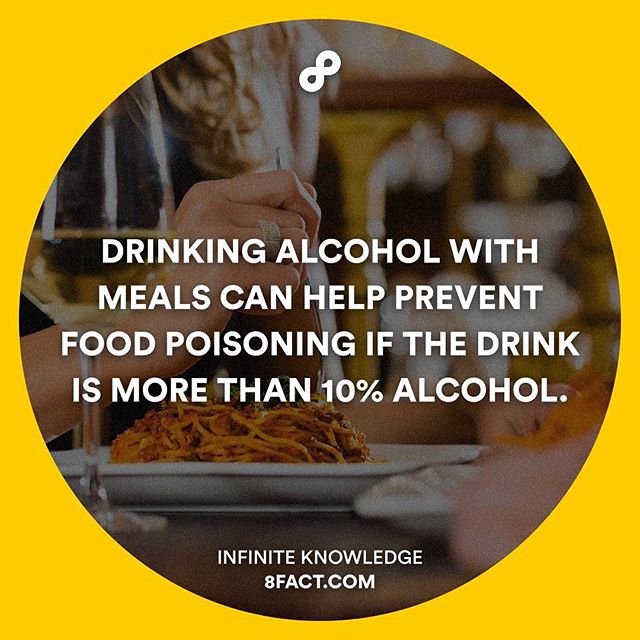 DRINKING ALCOHOL WITH
MEALS CAN HELP PREVENT
FOOD POISONING IF THE DRINK
IS MORE THAN 10% ALCOHOL.
INFINITE KNOWLEDGE
8FACT.COM